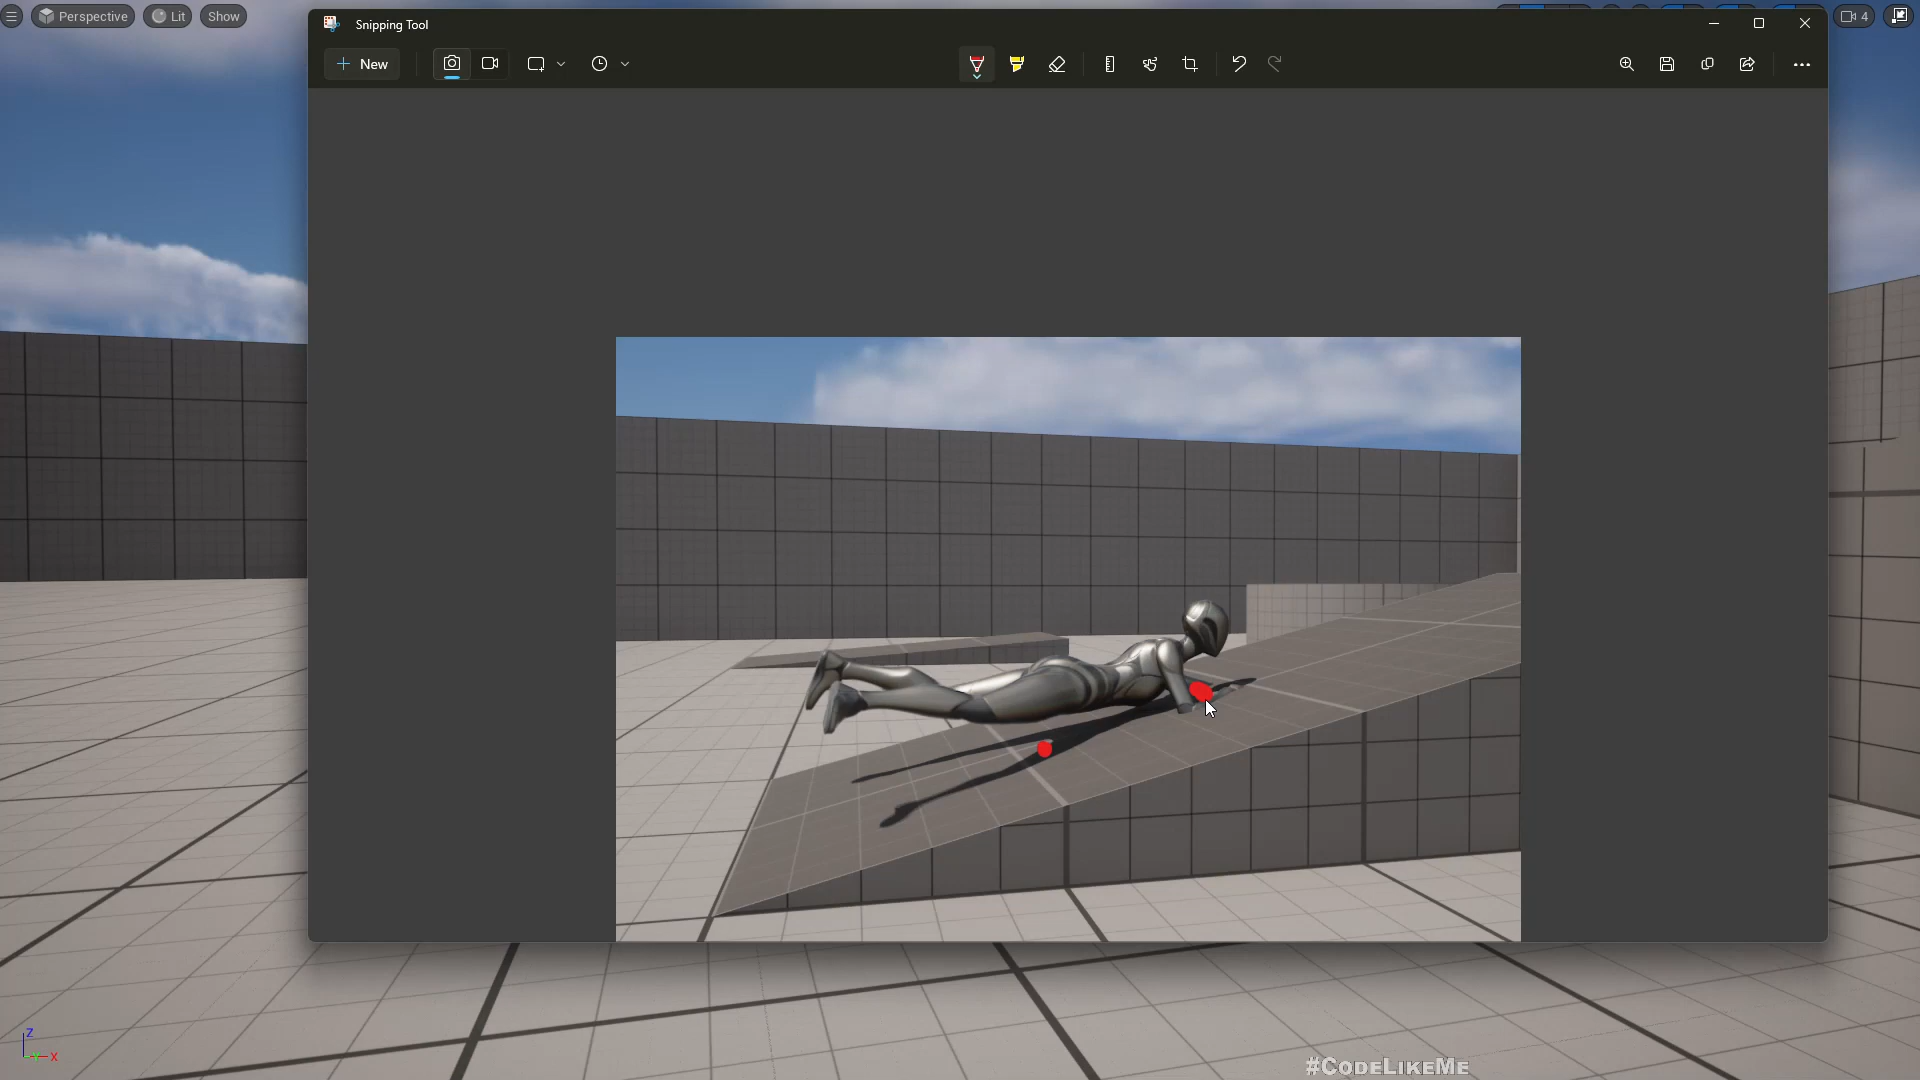 Perspective
Lit
Show
Snipping Tool
4
New
Z
Y
X
#CodeLikeMe